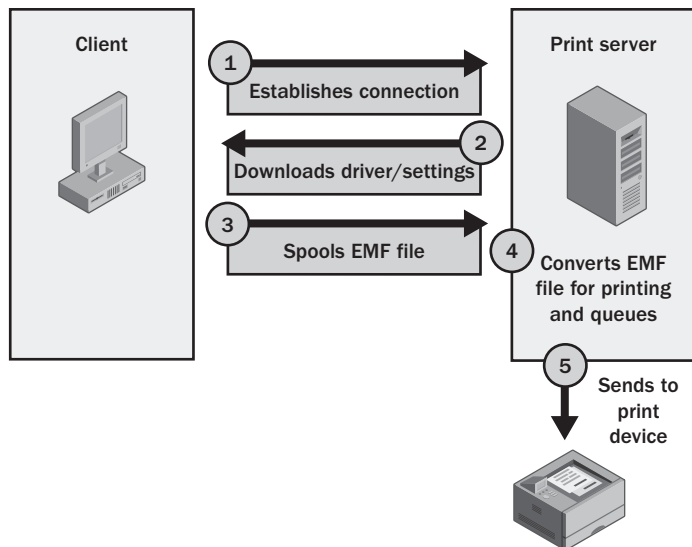 Client
Print server
1
Establishes connection
2
Downloads driver/settings
3
Spools EMF file
4
Converts EMF
file for printing
and queues
5
Sends to
print
device